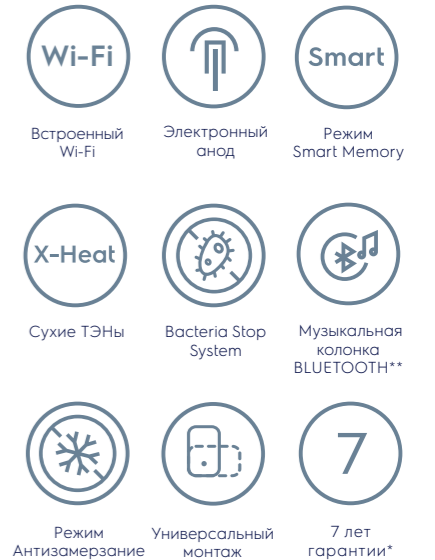 Wi-Fi
Встроенный
Wi-Fi
Электронный
анод
Smart
Режим
Smart Memory
X-Heat
Сухие ТЭНы
Bacteria Stop
System
Музыкальная
колонка
BLUETOOTH**
Режим
Антизамерзание
Универсальный
монтаж
7
7 лет
гарантии*